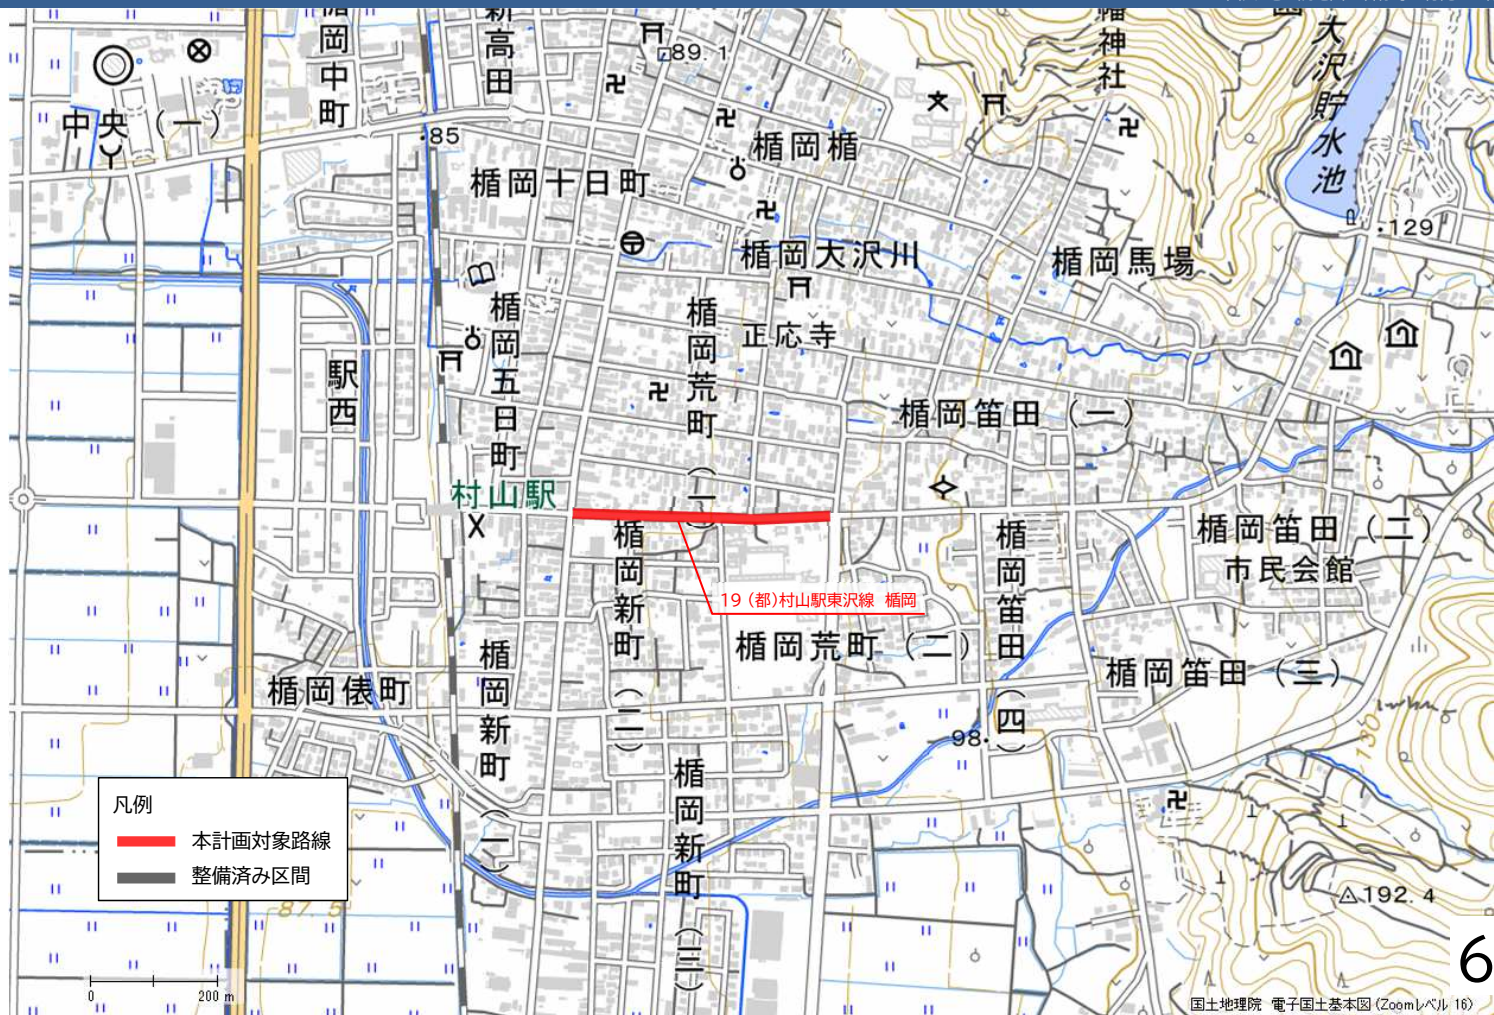 中央（一）
楯岡中町
新高田
89.1
幡神社
大沢貯水池
85
楯岡楯
楯岡十日町
129
楯岡大沢川
楯岡馬場
楯岡五日町
楯岡荒町（一）
正応寺
駅西
楯岡笛田（一）
村山駅
楯岡新町（二）
楯岡笛田（四）
楯岡笛田（二）
市民会館
19 (都)村山駅東沢線 楯岡
楯岡荒町（二）
楯岡笛田（三）
楯岡俵町
楯岡新町（一）
98
130
楯岡新町（三）
凡例
本計画対象路線
整備済み区間
87.5
192.4
0 200 m
6
国土地理院 電子国土基本図(Zoomレベル 16)